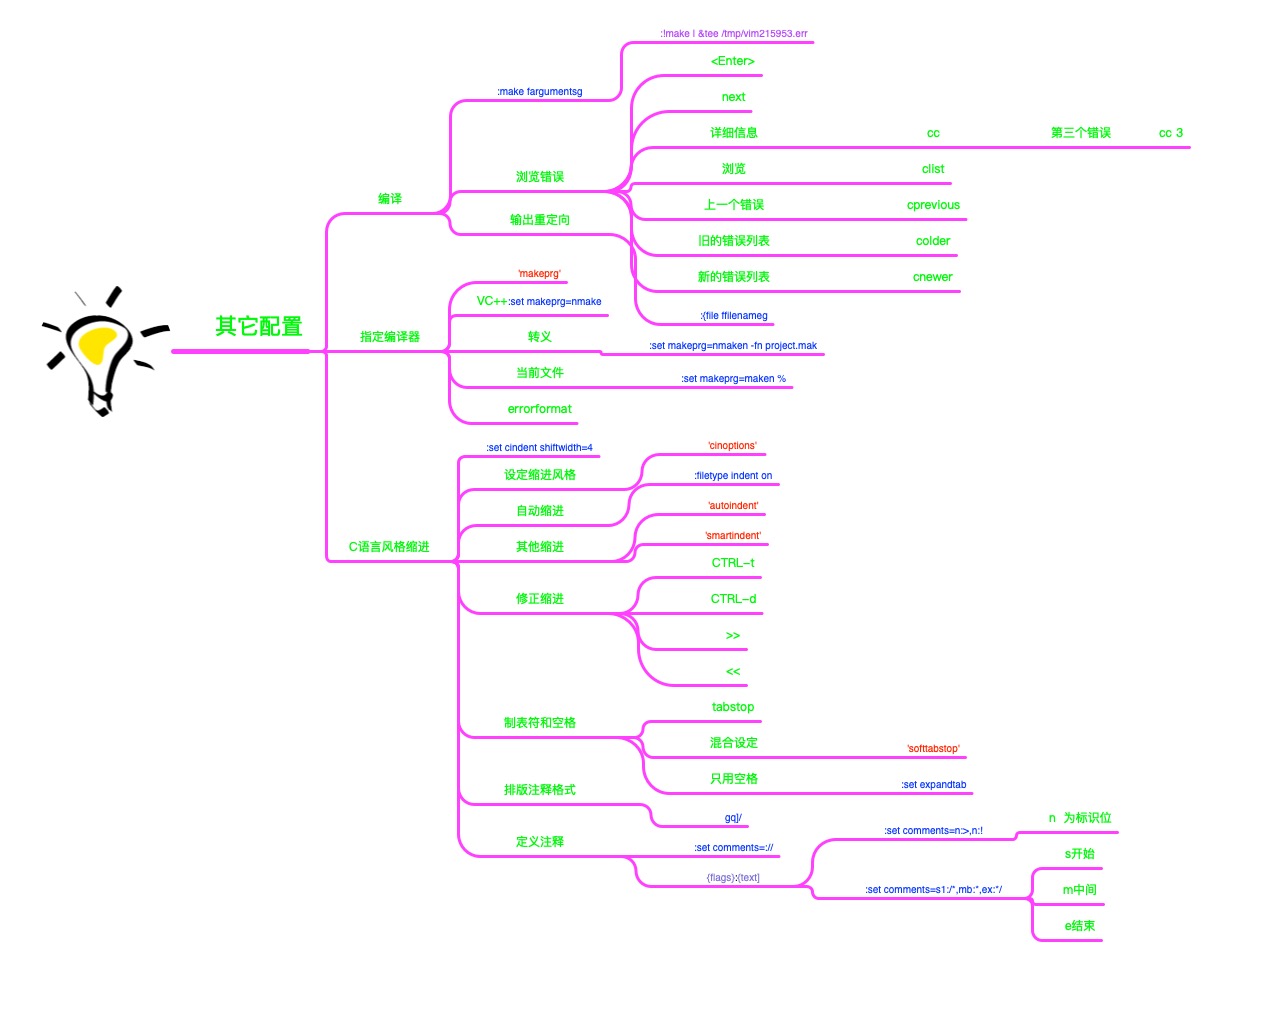 其它配置
编译
:make fargumentsg
:!make | &tee /tmp/vim215953.err
浏览错误
<Enter>
next
详细信息 cc 第三个错误 cc 3
浏览 clist
上一个错误 cprevious
旧的错误列表 colder
新的错误列表 cnewer
输出重定向
:{file ffilenameg
指定编译器
'makeprg'
VC++:set makeprg=nmake
转义 :set makeprg=nmaken -fn project.mak
当前文件 :set makeprg=maken %
errorformat
C语言风格缩进
:set cindent shiftwidth=4
设定缩进风格
'cinoptions'
自动缩进
:filetype indent on
其他缩进
'autoindent'
'smartindent'
修正缩进
CTRL-t
CTRL-d
>>
<<
制表符和空格
tabstop
混合设定 'softtabstop'
只用空格 :set expandtab
排版注释格式
gq]/
定义注释
:set comments=://
{flags}:{text]
:set comments=n:>,n:!
n 为标识位
:set comments=s1:/*,mb:*,ex:*/
s开始
m中间
e结束